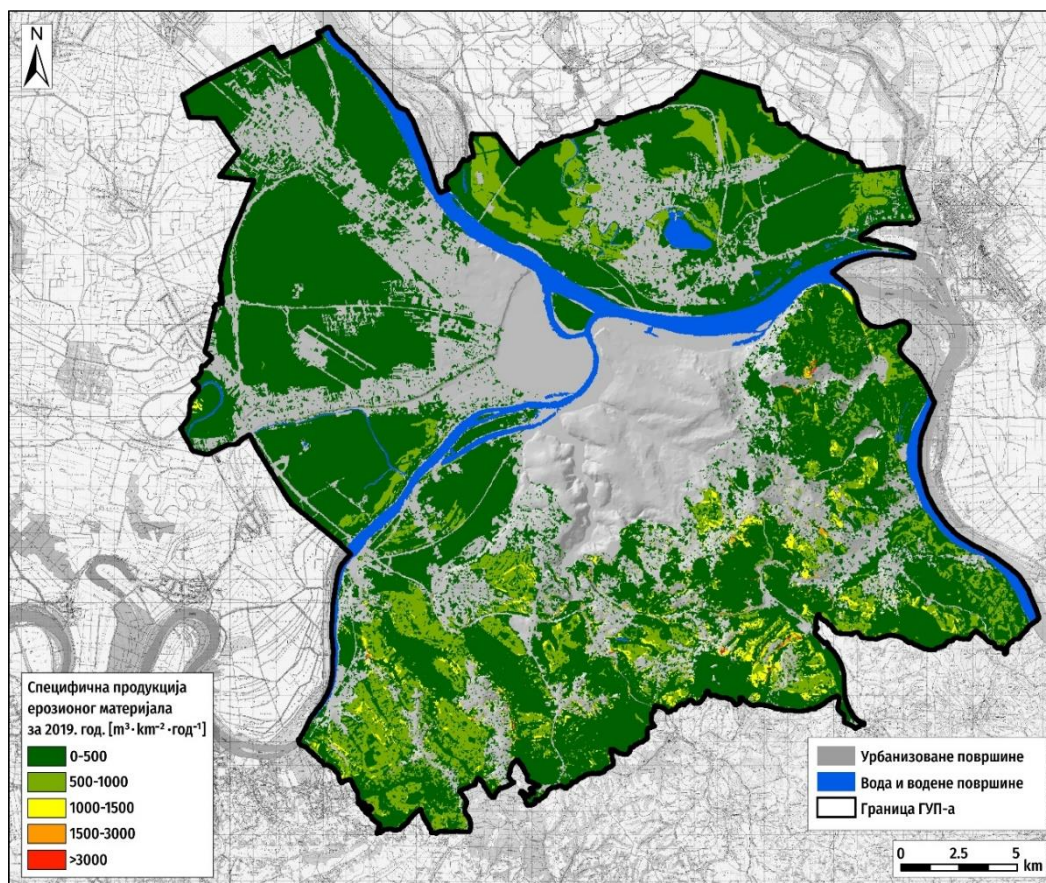 N
Специфична продукција
ерозионог материјала
за 2019. год. [m³·km⁻²·год⁻¹]
0-500
500-1000
1000-1500
1500-3000
>3000
Урбанизоване површине
Вода и водене површине
Граница ГУП-а
0 2.5 5
km